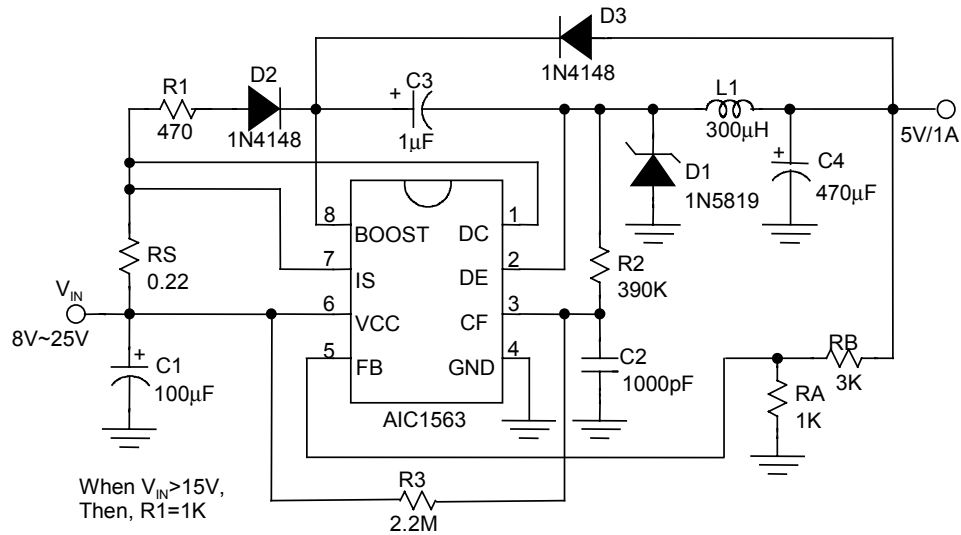 D3
1N4148
D2
1N4148
R1
470
C3
+
1µF
L1
300µH
5V/1A
D1
1N5819
+
C4
470µF
8
BOOST
DC
1
7
IS
DE
2
6
VCC
CF
3
5
FB
GND
4
AIC1563
RS
0.22
R2
390K
V_IN
8V~25V
+
C1
100µF
C2
1000pF
RB
3K
RA
1K
R3
2.2M
When V_IN>15V,
Then, R1=1K